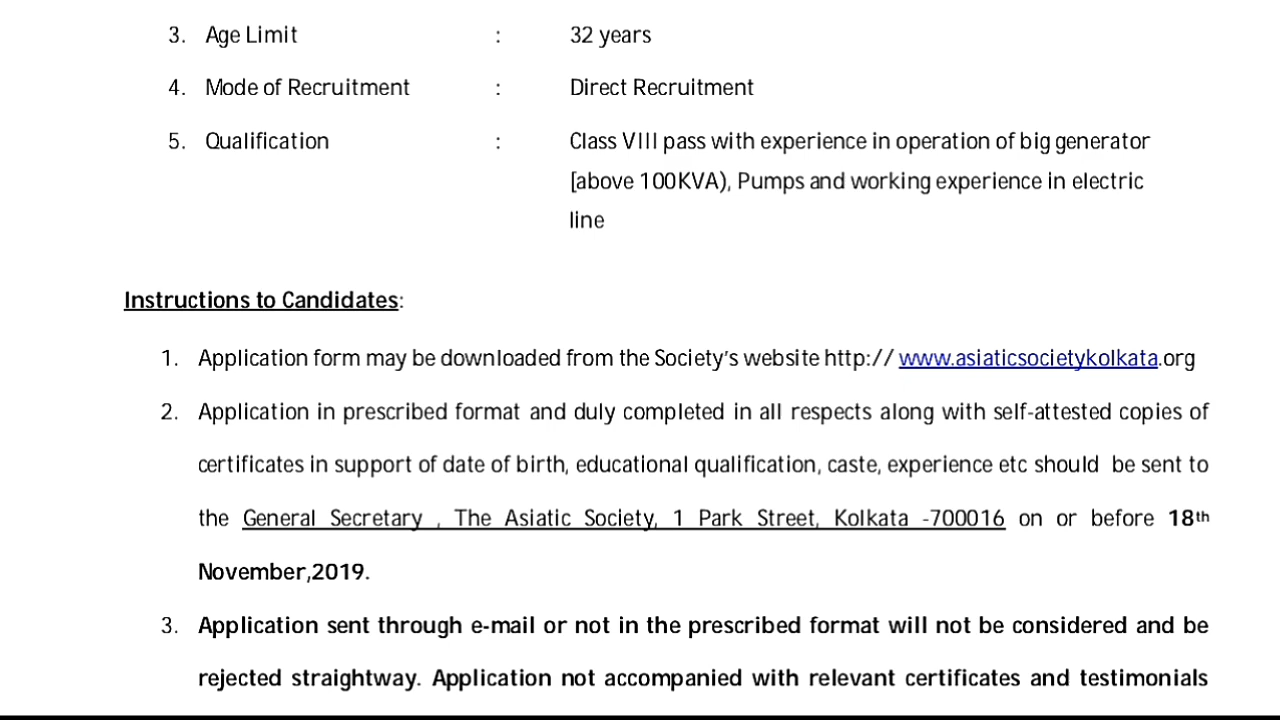 3. Age Limit : 32 years
4. Mode of Recruitment : Direct Recruitment
5. Qualification : Class VIII pass with experience in operation of big generator
[above 100KVA), Pumps and working experience in electric
line
Instructions to Candidates:
1. Application form may be downloaded from the Society's website http:// www.asiaticsocietykolkata.org
2. Application in prescribed format and duly completed in all respects along with self-attested copies of
certificates in support of date of birth, educational qualification, caste, experience etc should be sent to
the General Secretary , The Asiatic Society, 1 Park Street, Kolkata -700016 on or before 18th
November,2019.
3. Application sent through e-mail or not in the prescribed format will not be considered and be
rejected straightway. Application not accompanied with relevant certificates and testimonials